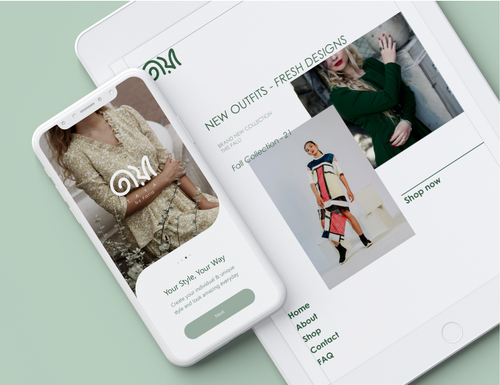 NEW OUTFITS - FRESH DESIGNS
BRAND NEW COLLECTION
THIS FALL!
Fall Collection -21
Shop now
Home
About
Shop
Contact
FAQ
Your Style, Your Way
Create your individual & unique
style and look amazing everyday
Next